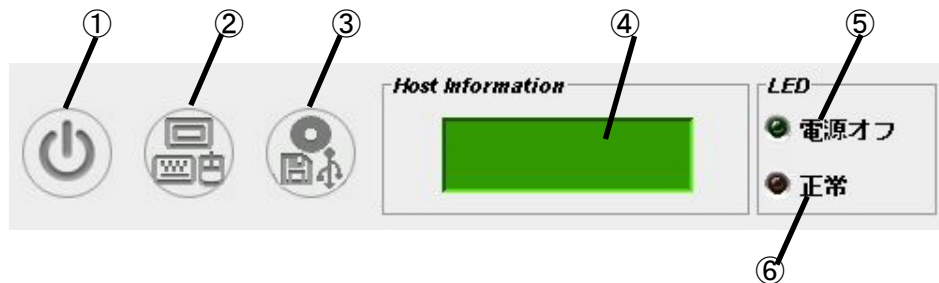 ① ② ③ ④ ⑤
Host Information
LED
電源オフ
正常
⑥